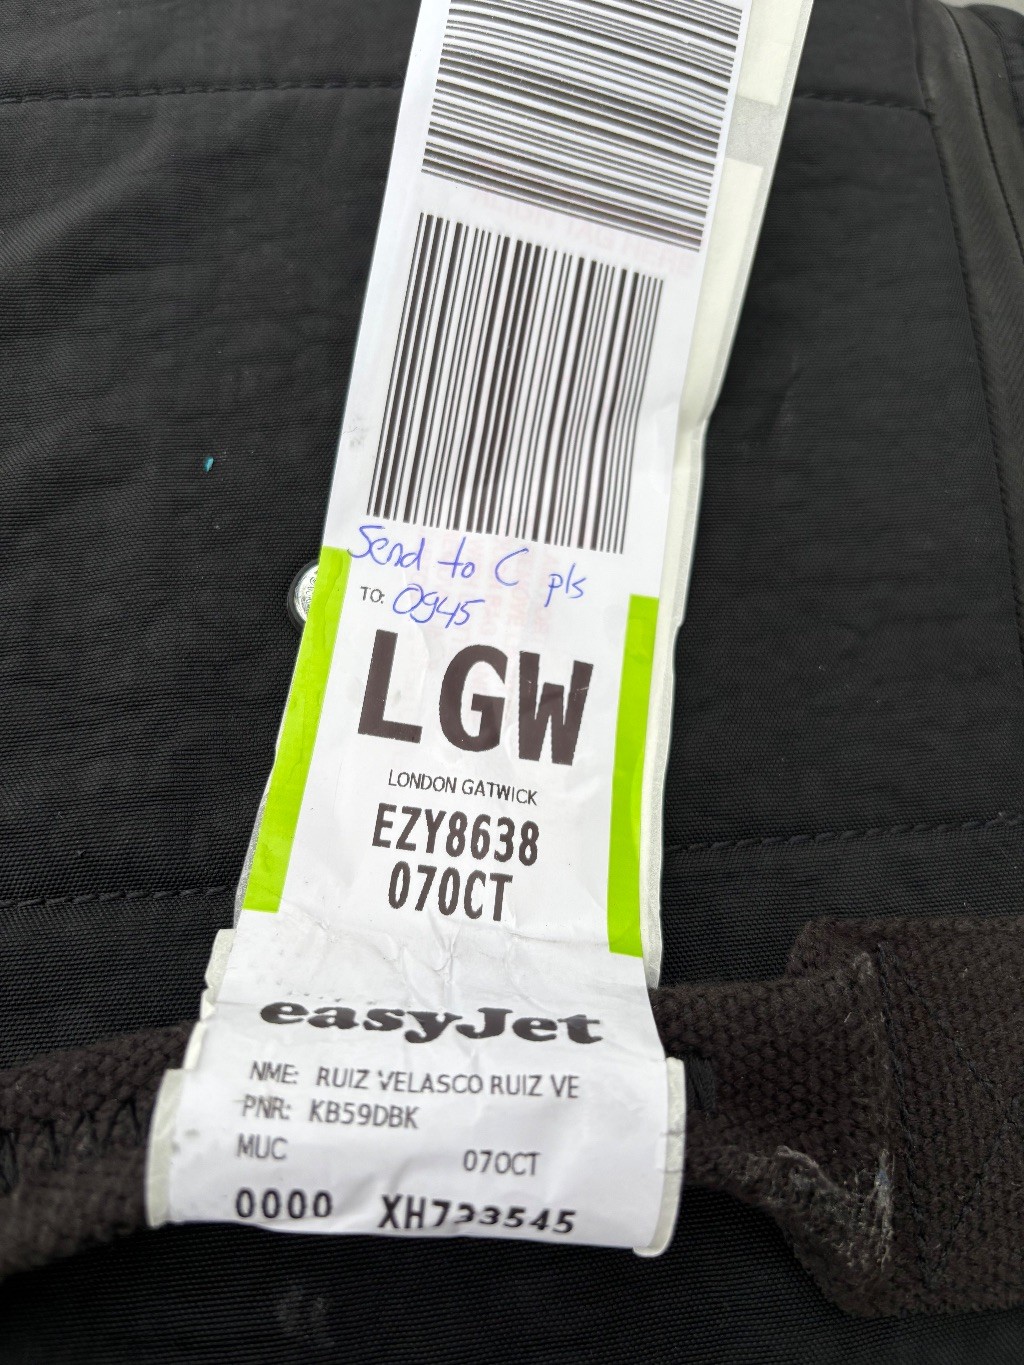 Send to C pls
TO: 0945
LGW
LONDON GATWICK
EZY8638
07OCT
easyJet
NME: RUIZ VELASCO RUIZ VE
PNR: KB59DBK
MUC 07OCT
0000